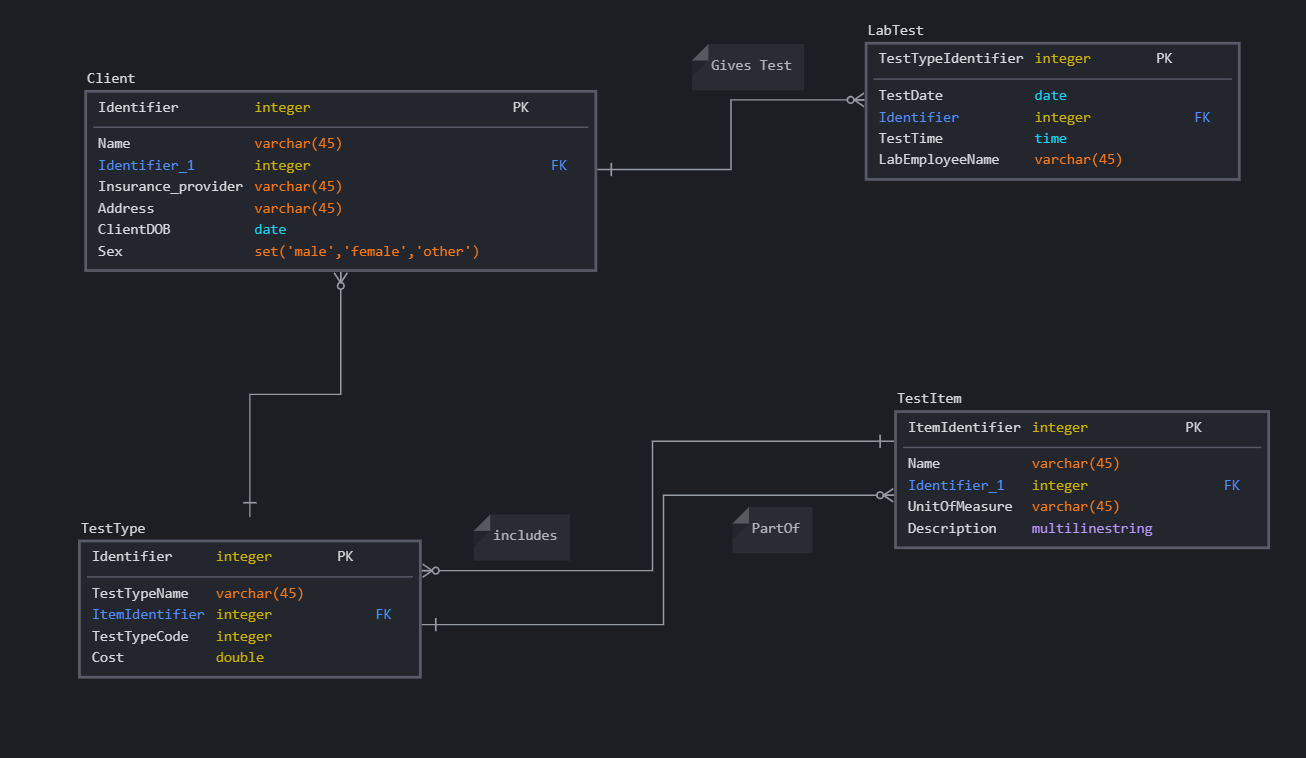 Client
Identifier integer PK
Name varchar(45)
Identifier_1 integer FK
Insurance_provider varchar(45)
Address varchar(45)
ClientDOB date
Sex set('male','female','other')
Gives Test
LabTest
TestTypeIdentifier integer PK
TestDate date
Identifier integer FK
TestTime time
LabEmployeeName varchar(45)
TestType
Identifier integer PK
TestTypeName varchar(45)
ItemIdentifier integer FK
TestTypeCode integer
Cost double
includes
PartOf
TestItem
ItemIdentifier integer PK
Name varchar(45)
Identifier_1 integer FK
UnitOfMeasure varchar(45)
Description multilinestring